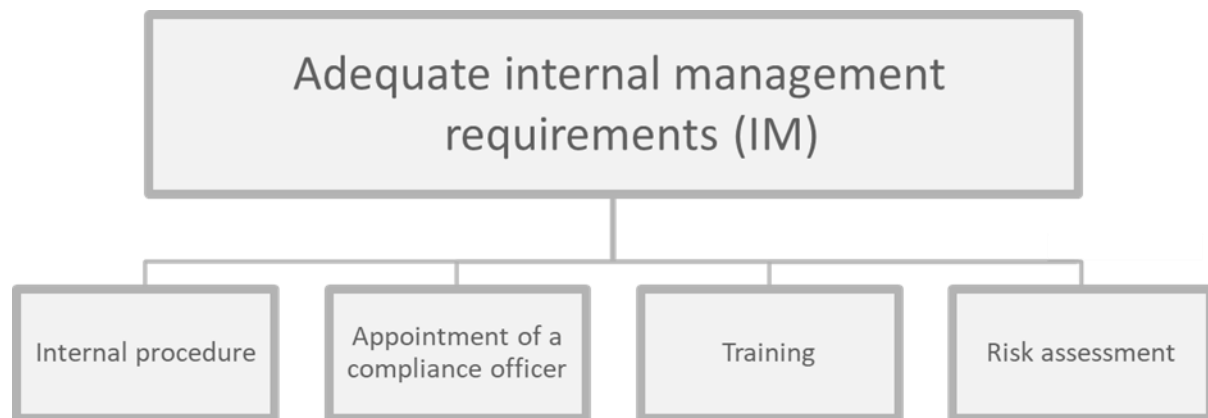 Adequate internal management
requirements (IM)
Internal procedure
Appointment of a
compliance officer
Training
Risk assessment